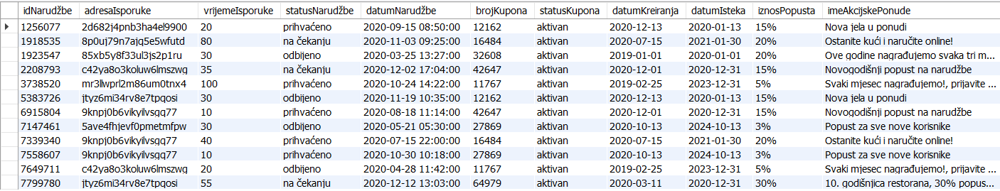 idNarudžbe adresaIsporuke vrijemeIsporuke statusNarudžbe datumNarudžbe brojKupona statusKupona datumKreiranja datumIsteka iznosPopusta imeAkcijskePonude
1256077 2d682j4pnb3ha4el9900 20 prihvaćeno 2020-09-15 08:50:00 12162 aktivan 2020-12-13 2020-01-13 15% Nova jela u ponudi
1918535 8p0uj79n7ajq5e5wfutd 80 na čekanju 2020-11-03 09:25:00 16484 aktivan 2020-07-15 2021-01-30 20% Ostanite kući i naručite online!
1923547 85xb5y8f33ul3js2p1ru 30 odbijeno 2020-03-25 13:27:00 32608 aktivan 2019-01-01 2020-01-01 20% Ove godine nagrađujemo svaka tri m...
2208793 c42ya8o3koluw6lmszwg 35 na čekanju 2020-12-02 17:04:00 42647 aktivan 2020-12-01 2020-12-31 15% Novogodišnji popust na narudžbe
3738520 mr3llwprl2m86um0tnx4 100 prihvaćeno 2020-10-24 14:22:00 11767 aktivan 2019-02-25 2023-12-31 5% Svaki mjesec nagrađujemo!, prijavite ...
5383726 jtyz6mi34rv8e7tpqosi 30 odbijeno 2020-11-19 10:35:00 12162 aktivan 2020-12-13 2020-01-13 15% Nova jela u ponudi
6915804 9knpj0b6vikyilvsgq77 10 prihvaćeno 2020-08-18 11:14:00 42647 aktivan 2020-12-01 2020-12-31 15% Novogodišnji popust na narudžbe
7147461 5ave4fhjevf0pmetmfpw 30 odbijeno 2020-05-21 05:30:00 27869 aktivan 2020-10-13 2024-10-13 3% Popust za sve nove korisnike
7339340 9knpj0b6vikyilvsgq77 40 prihvaćeno 2020-07-15 22:00:00 16484 aktivan 2020-07-15 2021-01-30 20% Ostanite kući i naručite online!
7558607 9knpj0b6vikyilvsgq77 10 prihvaćeno 2020-10-30 10:18:00 27869 aktivan 2020-10-13 2024-10-13 3% Popust za sve nove korisnike
7649711 c42ya8o3koluw6lmszwg 20 odbijeno 2020-04-28 11:42:00 11767 aktivan 2019-02-25 2023-12-31 5% Svaki mjesec nagrađujemo!, prijavite ...
7799780 jtyz6mi34rv8e7tpqosi 55 na čekanju 2020-12-12 13:03:00 64979 aktivan 2020-03-11 2020-12-31 30% 10. godišnjica restorana, 30% popus...